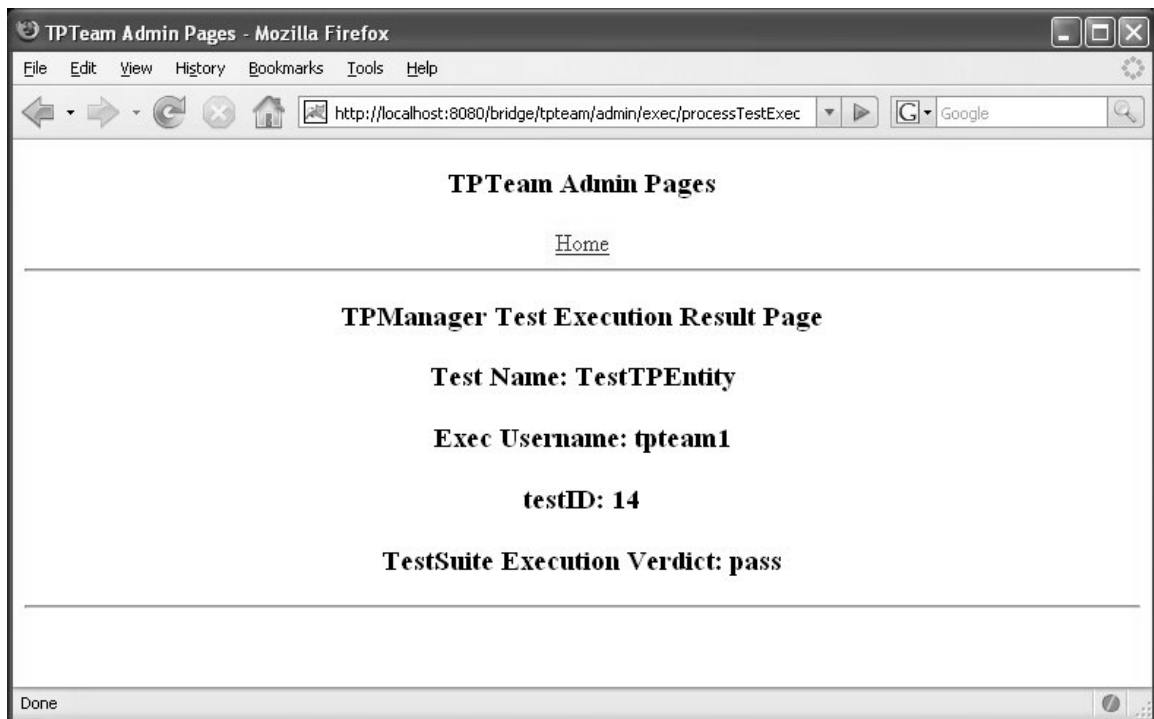 TPTeam Admin Pages - Mozilla Firefox
File Edit View History Bookmarks Tools Help
http://localhost:8080/bridge/tpteam/admin/exec/processTestExec
G Google
TPTeam Admin Pages
Home
TPManager Test Execution Result Page
Test Name: TestTPEntity
Exec Username: tpteam1
testID: 14
TestSuite Execution Verdict: pass
Done